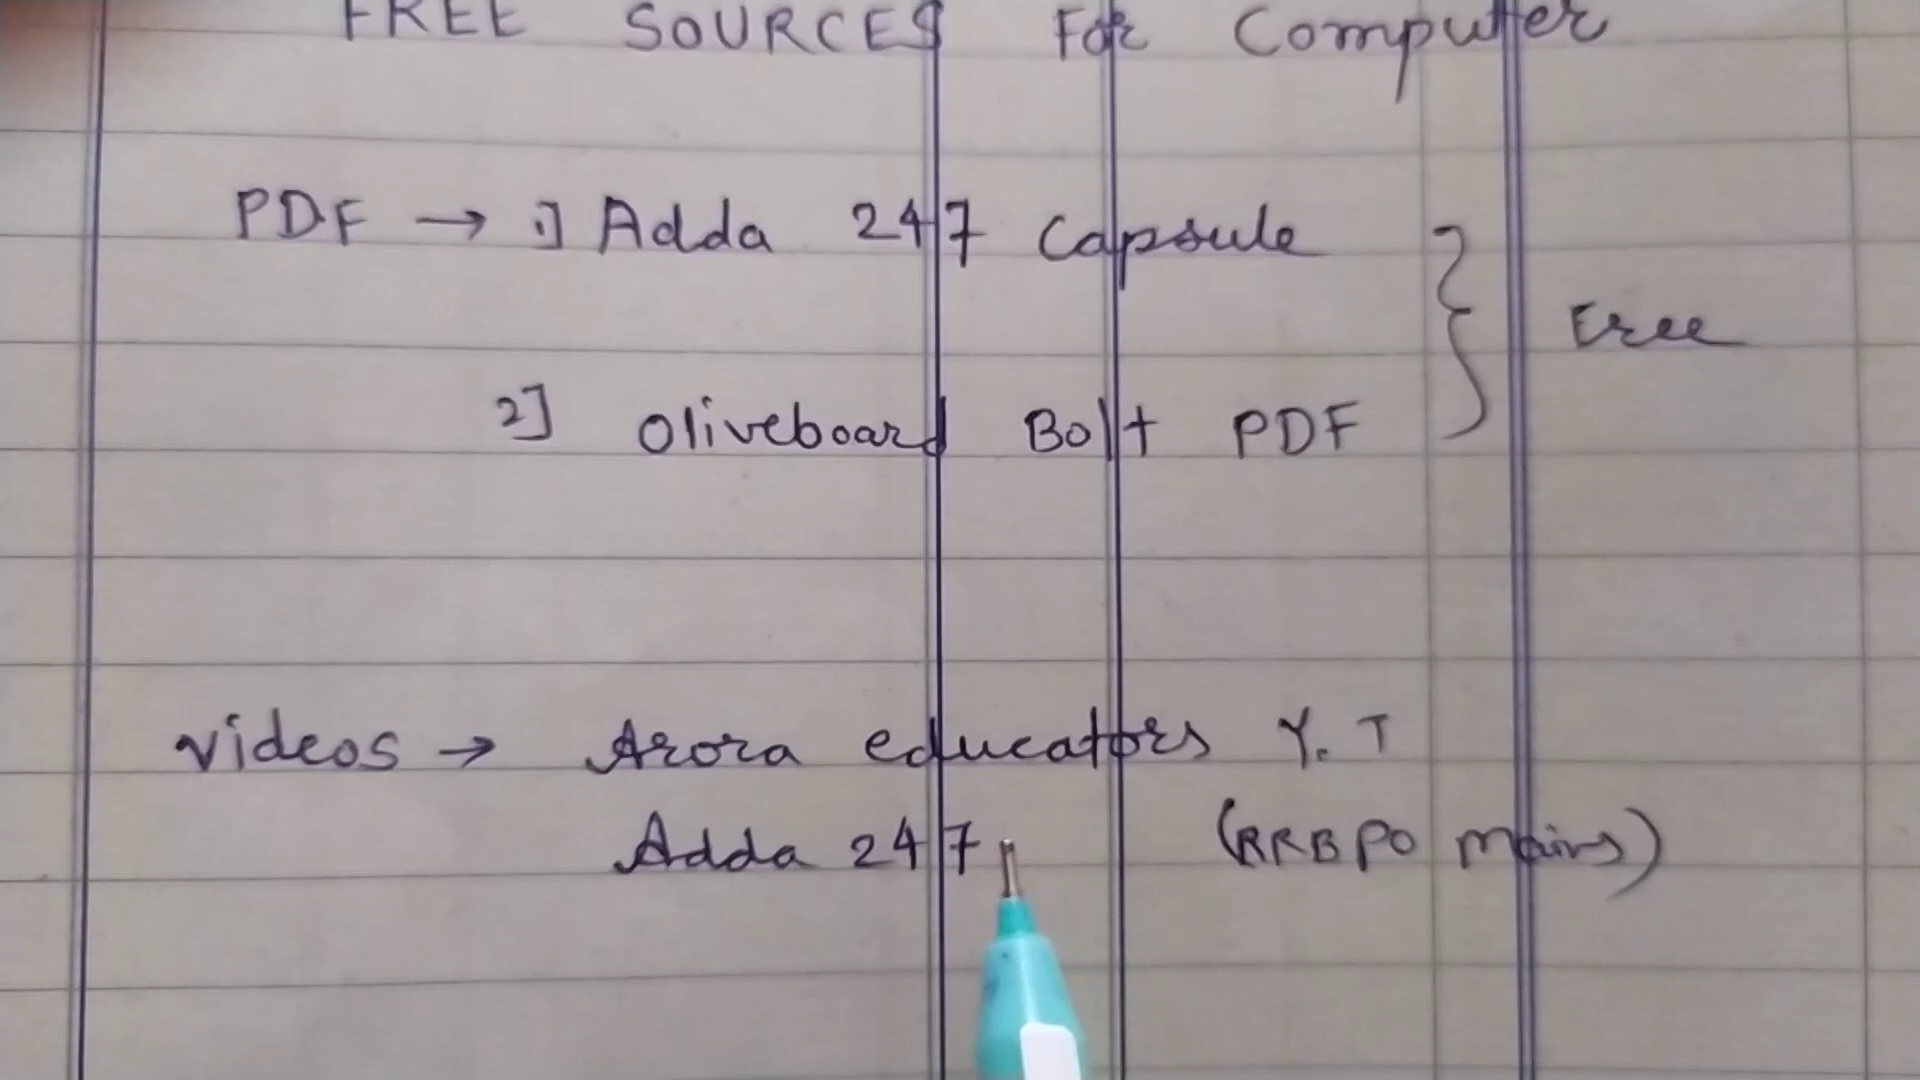 FREE SOURCES FOR Computer
PDF → 1] Adda 247 Capsule
Free
2] Oliveboard Bolt PDF
videos → Arora educators Y.T
Adda 247 (RRB PO mains)